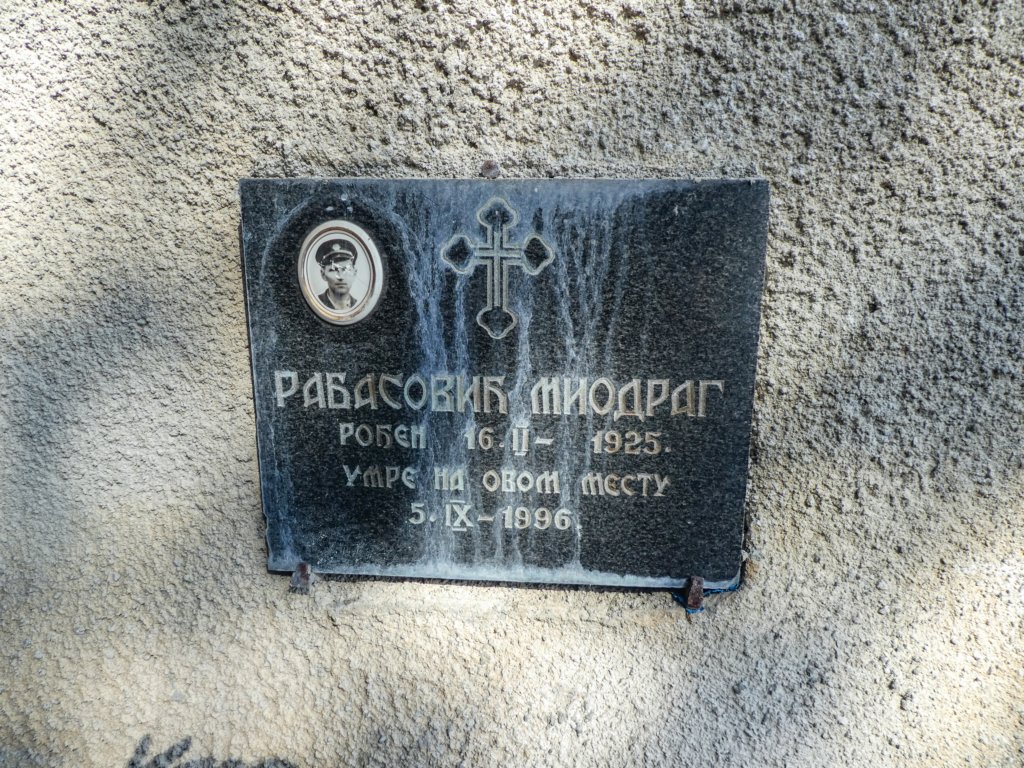 РАБАСОВИЋ МИОДРАГ
РОЂЕН 16. II - 1925.
УМРЕ НА ОВОМ МЕСТУ
5. IX - 1996.